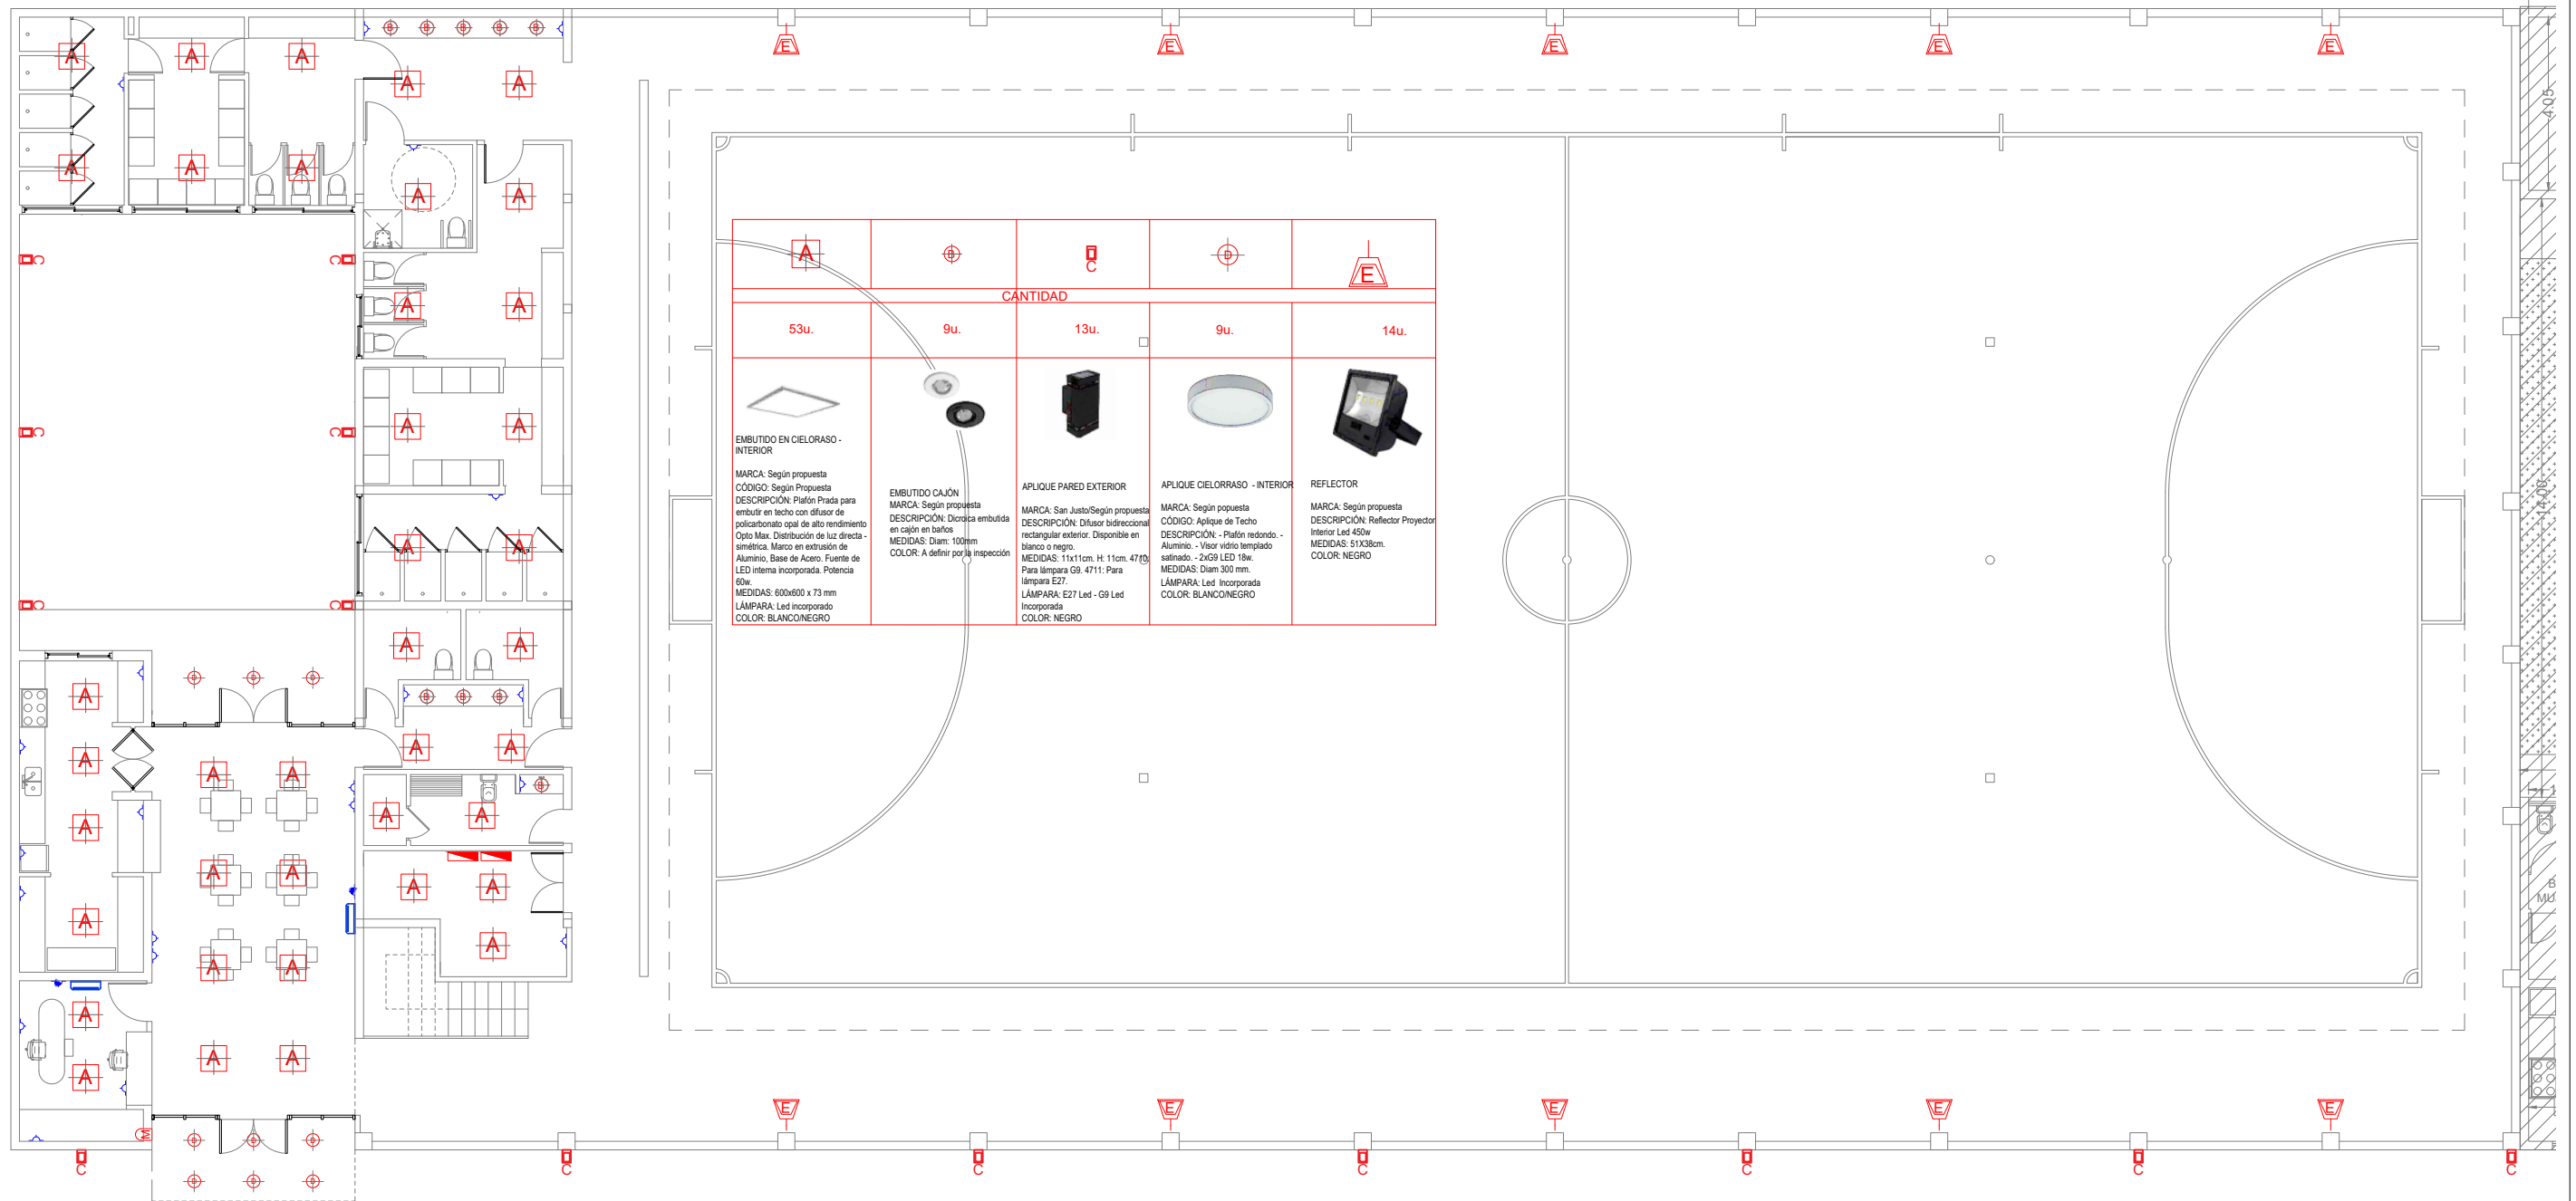 A
B
C
D
E
CANTIDAD
53u.
9u.
13u.
9u.
14u.
EMBUTIDO EN CIELORASO -
INTERIOR
MARCA: Según propuesta
CÓDIGO: Según Propuesta
DESCRIPCIÓN: Plafón Prada para
embutir en techo con difusor de
policarbonato opal de alto rendimiento
Opto Max. Distribución de luz directa -
simétrica. Marco en extrusión de
Aluminio, Base de Acero. Fuente de
LED interna incorporada. Potencia
60w.
MEDIDAS: 600x600 x 73 mm
LÁMPARA: Led incorporado
COLOR: BLANCO/NEGRO
EMBUTIDO CAJÓN
MARCA: Según propuesta
DESCRIPCIÓN: Dicroica embutida
en cajón en baños
MEDIDAS: Diam: 100mm
COLOR: A definir por la inspección
APLIQUE PARED EXTERIOR
MARCA: San Justo/Según propuesta
DESCRIPCIÓN: Difusor bidireccional
rectangular exterior. Disponible en
blanco o negro.
MEDIDAS: 11x11cm. H: 11cm. 4710:
Para lámpara G9. 4711: Para
lámpara E27.
LÁMPARA: E27 Led - G9 Led
Incorporada
COLOR: NEGRO
APLIQUE CIELORRASO - INTERIOR
MARCA: Según popuesta
CÓDIGO: Aplique de Techo
DESCRIPCIÓN: - Plafón redondo. -
Aluminio. - Visor vidrio templado
satinado. - 2xG9 LED 18w.
MEDIDAS: Diam 300 mm.
LÁMPARA: Led Incorporada
COLOR: BLANCO/NEGRO
REFLECTOR
MARCA: Según propuesta
DESCRIPCIÓN: Reflector Proyector
Interior Led 450w
MEDIDAS: 51X38cm.
COLOR: NEGRO
4.05
14.00
B
MU
M